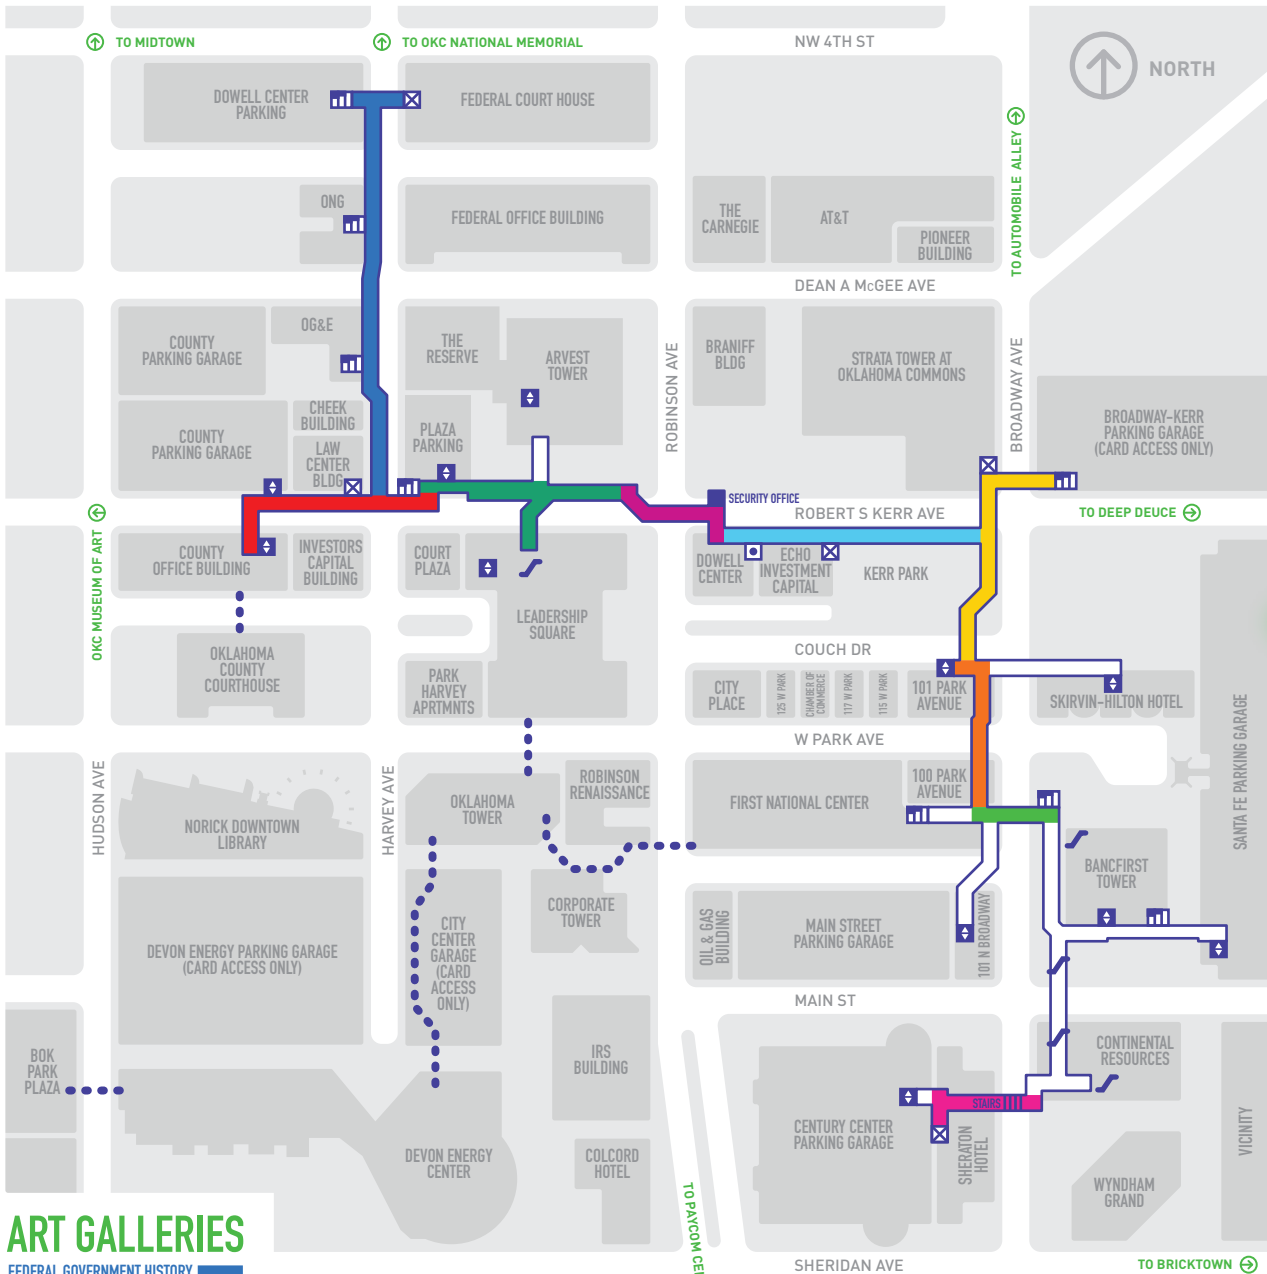 TO MIDTOWN
TO OKC NATIONAL MEMORIAL
NW 4TH ST
NORTH
DOWELL CENTER
PARKING
FEDERAL COURT HOUSE
TO AUTOMOBILE ALLEY
ONG
FEDERAL OFFICE BUILDING
THE
CARNEGIE
AT&T
PIONEER
BUILDING
DEAN A McGEE AVE
COUNTY
PARKING GARAGE
OG&E
THE
RESERVE
ARVEST
TOWER
ROBINSON AVE
BRANIFF
BLDG
STRATA TOWER AT
OKLAHOMA COMMONS
BROADWAY AVE
COUNTY
PARKING GARAGE
CHEEK
BUILDING
LAW
CENTER
BLDG
PLAZA
PARKING
BROADWAY-KERR
PARKING GARAGE
(CARD ACCESS ONLY)
SECURITY OFFICE
ROBERT S KERR AVE
TO DEEP DEUCE
OKC MUSEUM OF ART
COUNTY
OFFICE BUILDING
INVESTORS
CAPITAL
BUILDING
COURT
PLAZA
DOWELL
CENTER
ECHO
INVESTMENT
CAPITAL
KERR PARK
LEADERSHIP
SQUARE
OKLAHOMA
COUNTY
COURTHOUSE
COUCH DR
PARK
HARVEY
APRTMNTS
CITY
PLACE
125 W PARK
CHAMBER OF
COMMERCE
117 W PARK
115 W PARK
101 PARK
AVENUE
SKIRVIN-HILTON HOTEL
SANTA FE PARKING GARAGE
W PARK AVE
HUDSON AVE
HARVEY AVE
NORICK DOWNTOWN
LIBRARY
OKLAHOMA
TOWER
ROBINSON
RENAISSANCE
FIRST NATIONAL CENTER
100 PARK
AVENUE
BANCFIRST
TOWER
DEVON ENERGY PARKING GARAGE
(CARD ACCESS ONLY)
CITY
CENTER
GARAGE
(CARD
ACCESS
ONLY)
CORPORATE
TOWER
OIL & GAS
BUILDING
MAIN STREET
PARKING GARAGE
101 N BROADWAY
MAIN ST
BOK
PARK
PLAZA
IRS
BUILDING
CONTINENTAL
RESOURCES
STAIRS
CENTURY CENTER
PARKING GARAGE
SHERATON
HOTEL
VICINITY
DEVON ENERGY
CENTER
COLCORD
HOTEL
WYNDHAM
GRAND
TO PAYCOM CE
ART GALLERIES
FEDERAL GOVERNMENT HISTORY
SHERIDAN AVE
TO BRICKTOWN